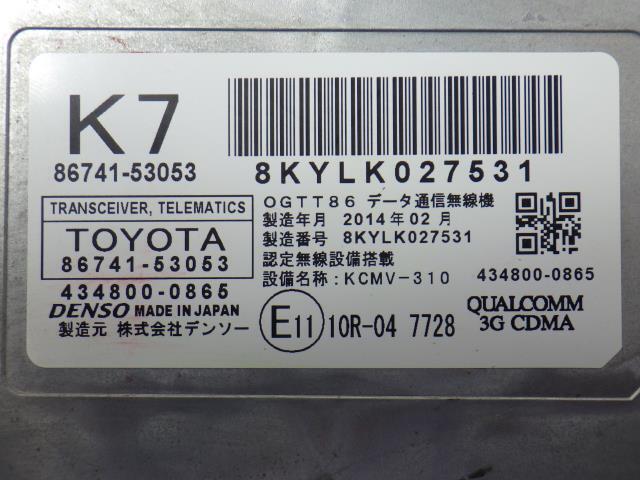 K7
86741-53053
8KYLK027531
TRANSCEIVER, TELEMATICS
TOYOTA
86741-53053
434800-0865
DENSO MADE IN JAPAN
製造元 株式会社デンソー
OGTT86 データ通信無線機
製造年月 2014年02月
製造番号 8KYLK027531
認定無線設備搭載
設備名称:KCMV-310
434800-0865
E11 10R-04 7728
QUALCOMM
3G CDMA